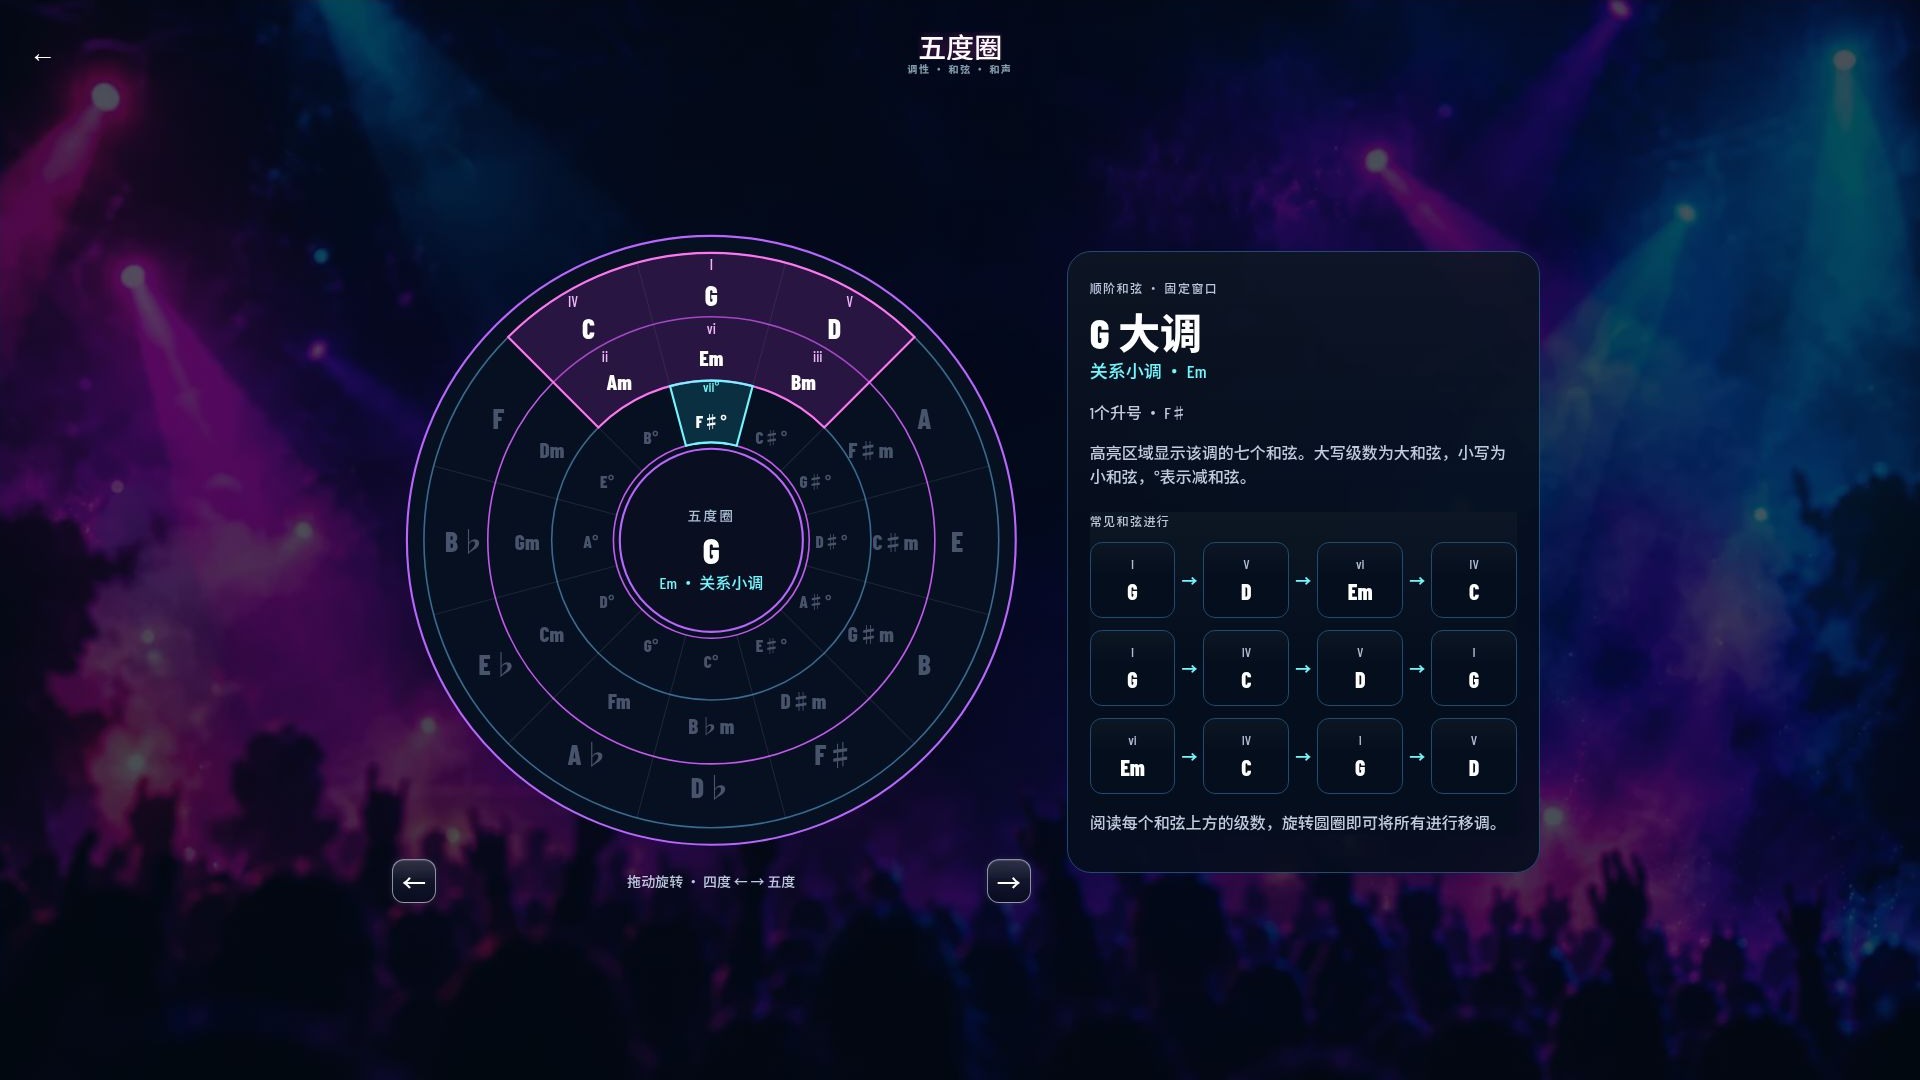 ←
五度圈
调性 • 和弦 • 和声
I
G
IV
C
V
D
vi
Em
ii
Am
iii
Bm
vii°
F♯°
F
A
Dm
F♯m
B°
C♯°
E°
G♯°
B♭
Gm
A°
D♯°
C♯m
E
五度圈
G
Em • 关系小调
D°
A♯°
Cm
G♯m
E♭
B
G°
E♯°
C°
Fm
D♯m
B♭m
A♭
F♯
D♭
←
拖动旋转 • 四度 ← → 五度
→
顺阶和弦 • 固定窗口
G 大调
关系小调 • Em
1个升号 • F♯
高亮区域显示该调的七个和弦。大写级数为大和弦，小写为
小和弦，°表示减和弦。
常见和弦进行
I V vi IV
G → D → Em → C
I IV V I
G → C → D → G
vi IV I V
Em → C → G → D
阅读每个和弦上方的级数，旋转圆圈即可将所有进行移调。